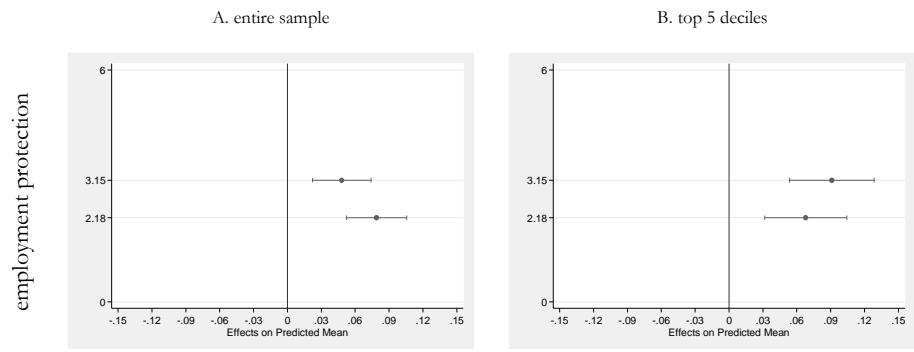 A. entire sample
B. top 5 deciles
employment protection
6
3.15
2.18
0
-.15 -.12 -.09 -.06 -.03 0 .03 .06 .09 .12 .15
Effects on Predicted Mean
6
3.15
2.18
0
-.15 -.12 -.09 -.06 -.03 0 .03 .06 .09 .12 .15
Effects on Predicted Mean